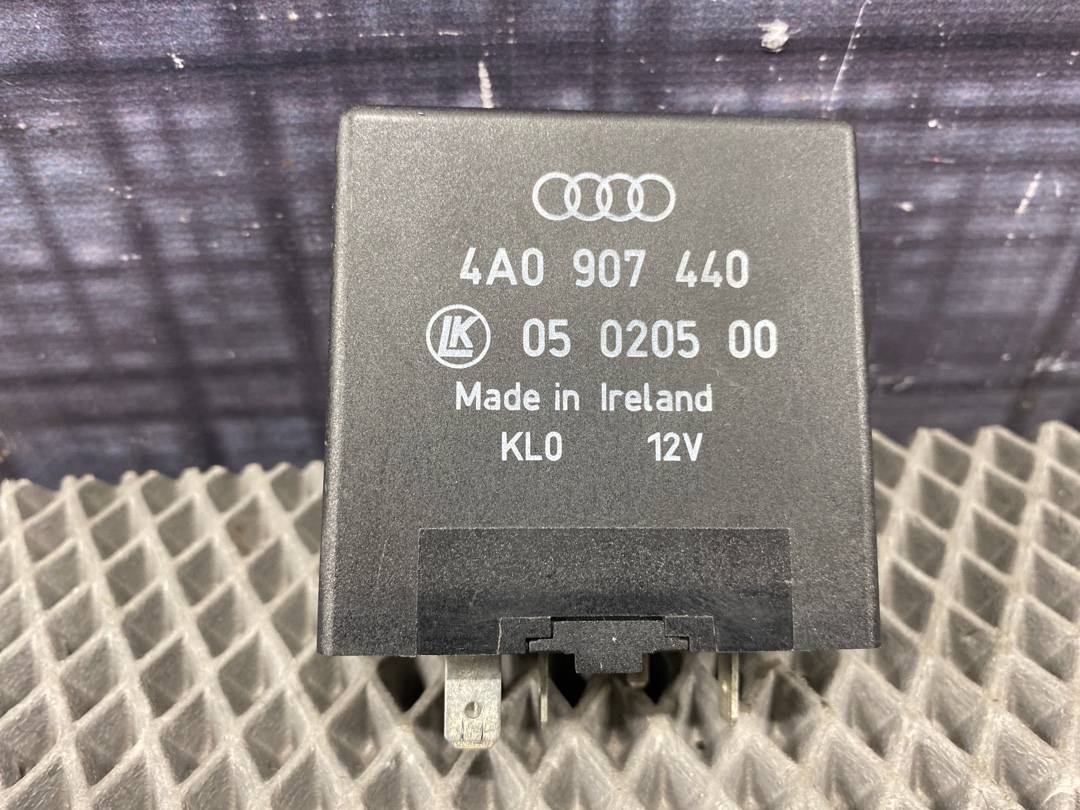 4A0 907 440
LK 05 0205 00
Made in Ireland
KL0 12V